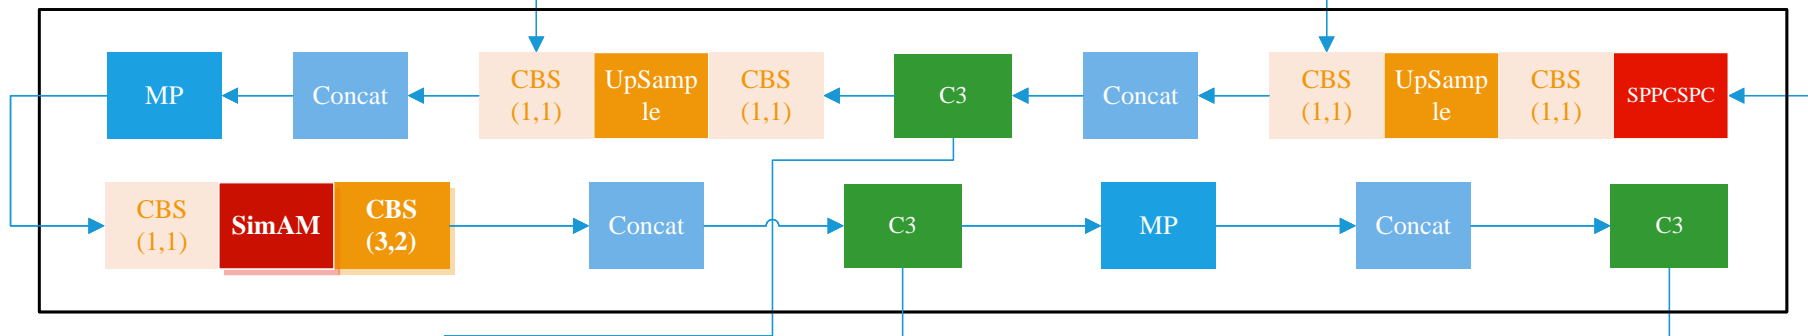 MP
Concat
CBS
(1,1)
UpSamp
le
CBS
(1,1)
C3
Concat
CBS
(1,1)
UpSamp
le
CBS
(1,1)
SPPCSPC
CBS
(1,1)
SimAM
CBS
(3,2)
Concat
C3
MP
Concat
C3